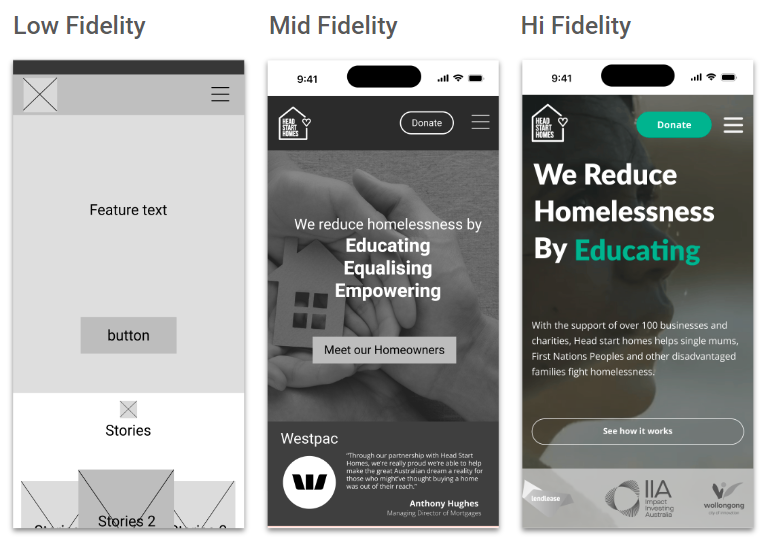 Low Fidelity
Mid Fidelity
Hi Fidelity
Feature text
button
Stories
Stories 2
9:41
HEAD
START
HOMES
Donate
We reduce homelessness by
Educating
Equalising
Empowering
Meet our Homeowners
Westpac
"Through our partnership with Head Start
Homes, we're really proud we're able to help
make the great Australian dream a reality for
those who might've thought buying a home
was out of their reach."
Anthony Hughes
Managing Director of Mortgages
9:41
HEAD
START
HOMES
Donate
We Reduce
Homelessness
By Educating
With the support of over 100 businesses and
charities, Head start homes helps single mums,
First Nations Peoples and other disadvantaged
families fight homelessness.
See how it works
lendlease
IIA
Impact
Investing
Australia
wollongong